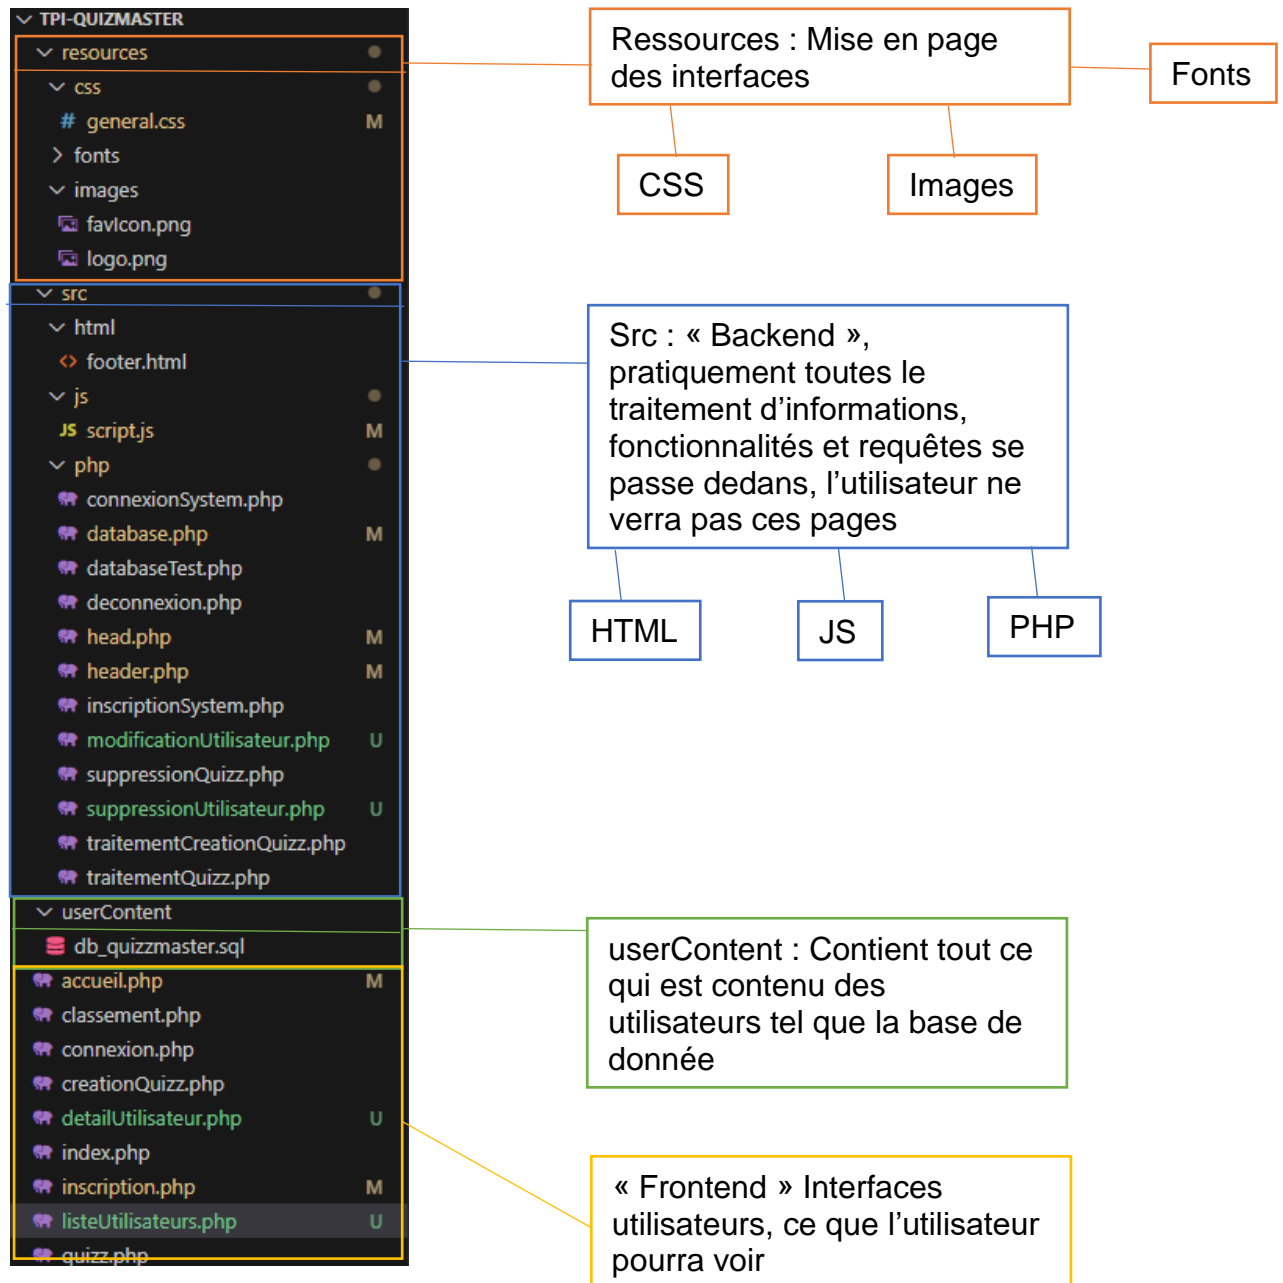 TPI-QUIZMASTER
resources
css
# general.css M
fonts
images
favIcon.png
logo.png
src
html
<> footer.html
js
JS script.js M
php
connexionSystem.php
database.php M
databaseTest.php
deconnexion.php
head.php M
header.php M
inscriptionSystem.php
modificationUtilisateur.php U
suppressionQuizz.php
suppressionUtilisateur.php U
traitementCreationQuizz.php
traitementQuizz.php
userContent
db_quizzmaster.sql
accueil.php M
classement.php
connexion.php
creationQuizz.php
detailUtilisateur.php U
index.php
inscription.php M
listeUtilisateurs.php U
quizz.php
Ressources : Mise en page
des interfaces
Fonts
CSS
Images
Src : « Backend »,
pratiquement toutes le
traitement d’informations,
fonctionnalités et requêtes se
passe dedans, l’utilisateur ne
verra pas ces pages
HTML
JS
PHP
userContent : Contient tout ce
qui est contenu des
utilisateurs tel que la base de
donnée
« Frontend » Interfaces
utilisateurs, ce que l’utilisateur
pourra voir